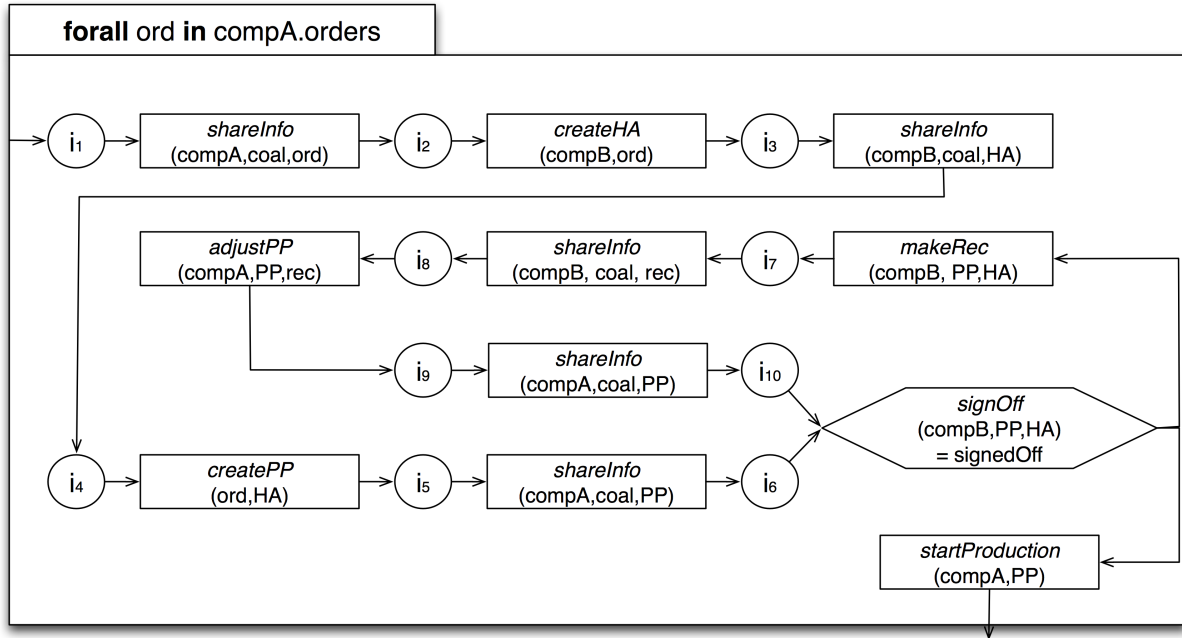 forall ord in compA.orders
i1
shareInfo
(compA,coal,ord)
i2
createHA
(compB,ord)
i3
shareInfo
(compB,coal,HA)
adjustPP
(compA,PP,rec)
i8
shareInfo
(compB, coal, rec)
i7
makeRec
(compB, PP,HA)
i9
shareInfo
(compA,coal,PP)
i10
signOff
(compB,PP,HA)
= signedOff
i4
createPP
(ord,HA)
i5
shareInfo
(compA,coal,PP)
i6
startProduction
(compA,PP)